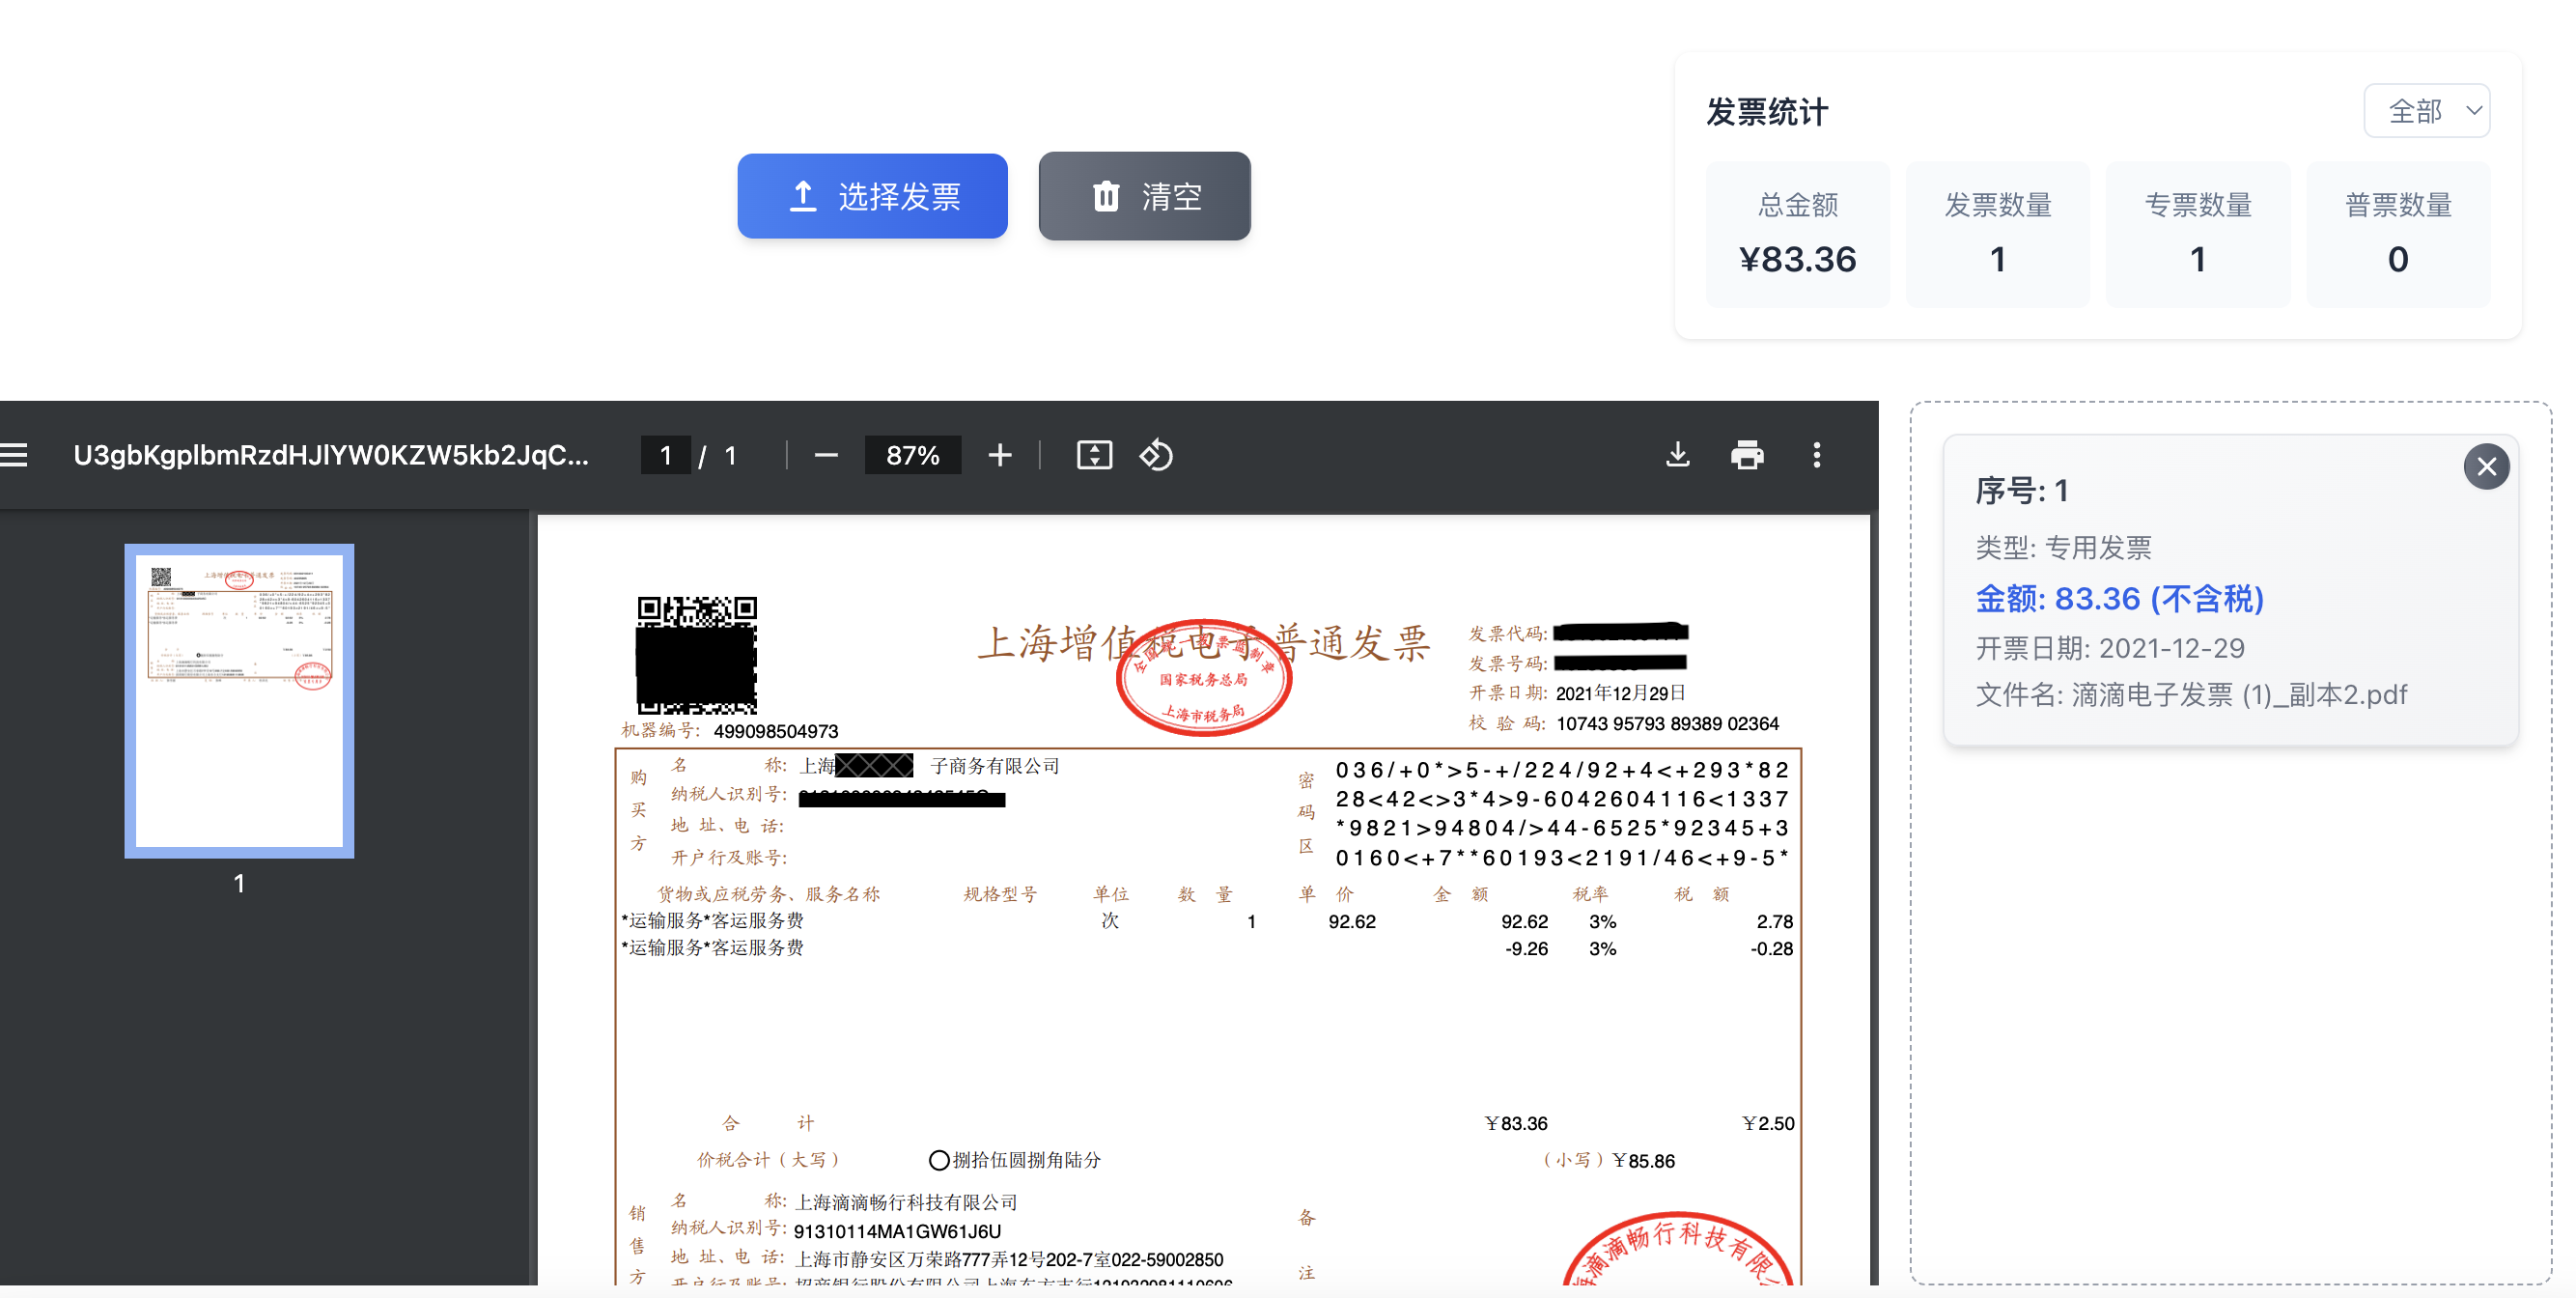 发票统计
全部
选择发票
清空
总金额
¥83.36
发票数量
1
专票数量
1
普票数量
0
U3gbKgplbmRzdHJlYW0KZW5kb2JqC...
1 / 1
87%
1
上海增值税电子普通发票
全国统一发票监制章
国家税务总局
上海市税务局
发票代码:
发票号码:
开票日期: 2021年12月29日
校 验 码: 10743 95793 89389 02364
机器编号: 499098504973
购买方
名 称: 上海 子商务有限公司
纳税人识别号:
地 址、电 话:
开户行及账号:
密码区
036/+0*>5-+/224/92+4<+293*82
28<42<>3*4>9-6042604116<1337
*9821>94804/>44-6525*92345+3
0160<+7**60193<2191/46<+9-5*
货物或应税劳务、服务名称 规格型号 单位 数 量 单 价 金 额 税率 税 额
*运输服务*客运服务费 次 1 92.62 92.62 3% 2.78
*运输服务*客运服务费 -9.26 3% -0.28
合 计 ¥83.36 ¥2.50
价税合计(大写) 捌拾伍圆捌角陆分 (小写)¥85.86
销售方
名 称: 上海滴滴畅行科技有限公司
纳税人识别号: 91310114MA1GW61J6U
地 址、电 话: 上海市静安区万荣路777弄12号202-7室022-59002850
开户行及账号: 招商银行股份有限公司上海东方支行
备注
滴滴畅行科技有限
序号: 1
类型: 专用发票
金额: 83.36 (不含税)
开票日期: 2021-12-29
文件名: 滴滴电子发票 (1)_副本2.pdf